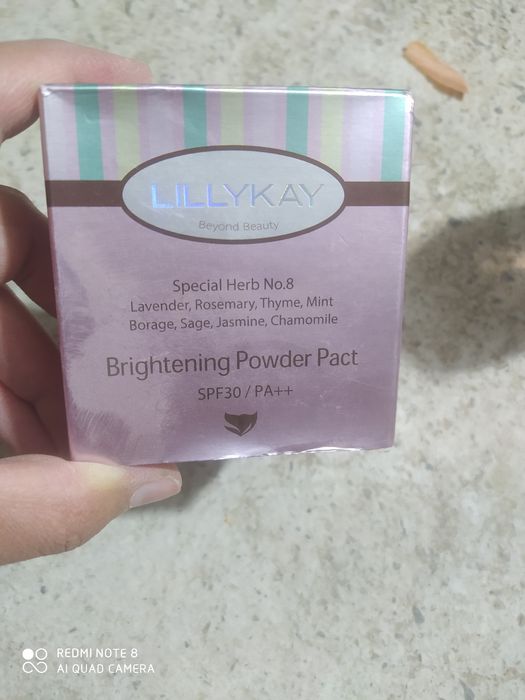 LILLYKAY
Beyond Beauty
Special Herb No.8
Lavender, Rosemary, Thyme, Mint
Borage, Sage, Jasmine, Chamomile
Brightening Powder Pact
SPF30 / PA++
REDMI NOTE 8
AI QUAD CAMERA